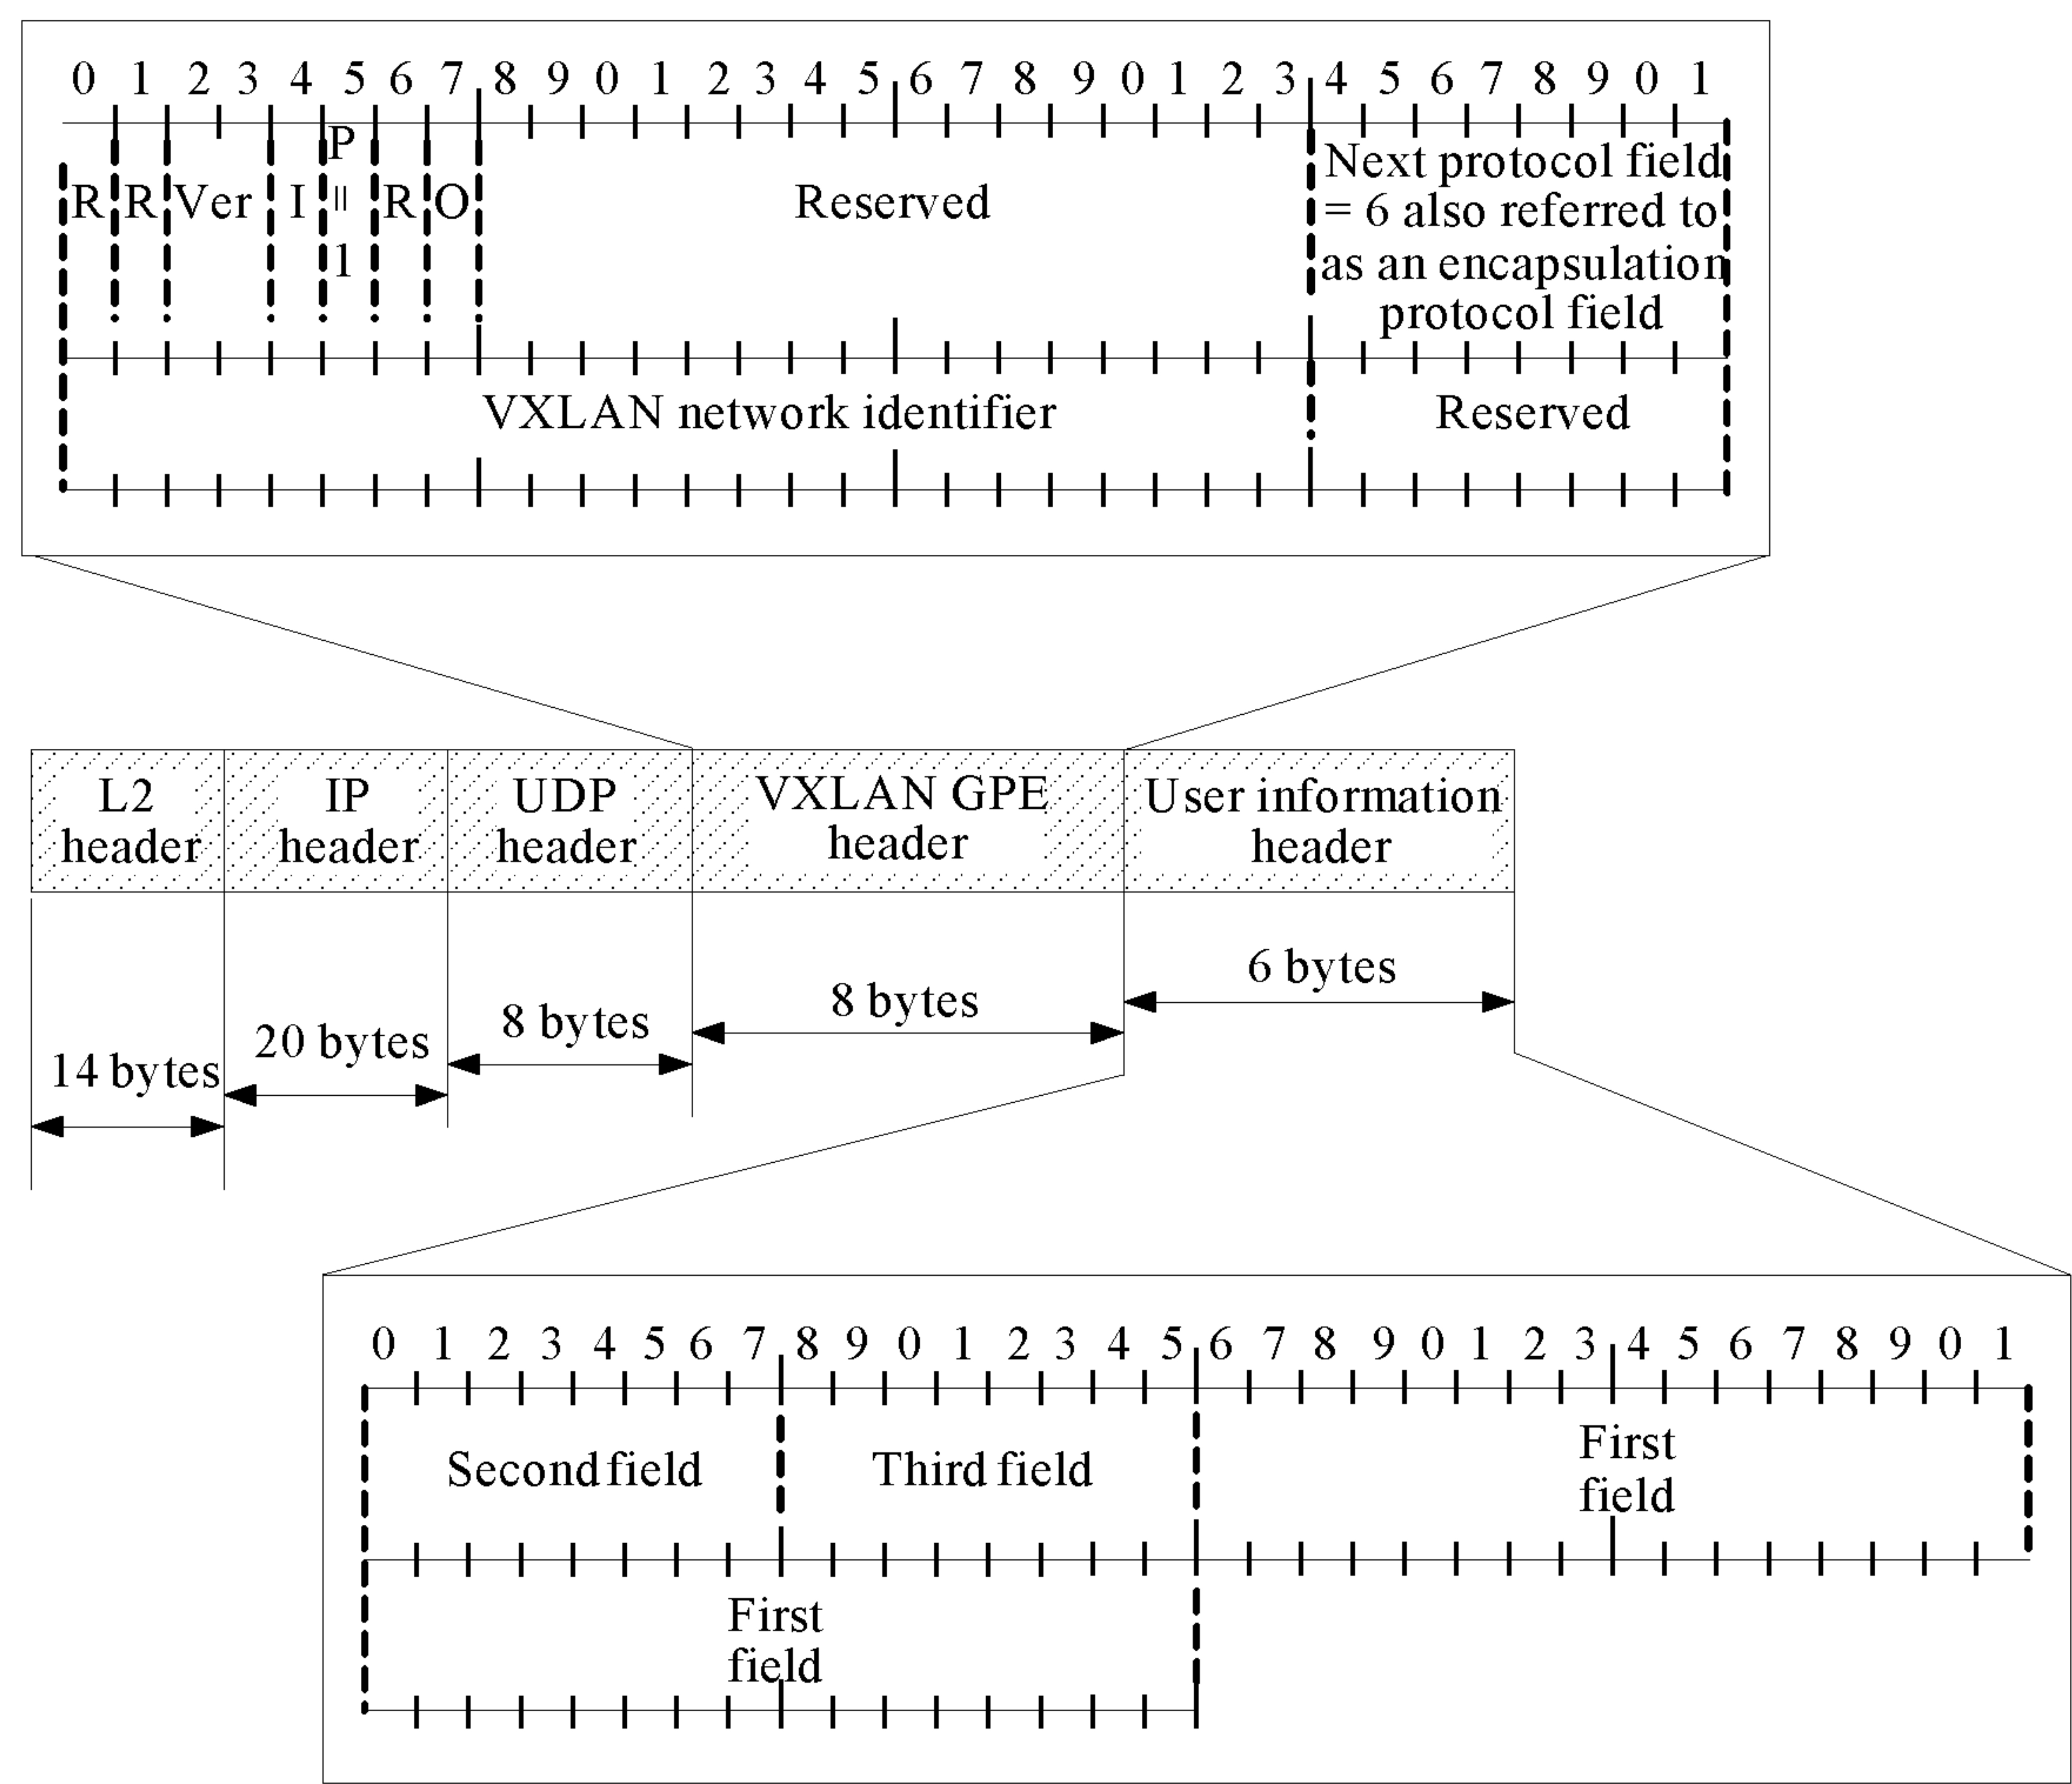 0 1 2 3 4 5 6 7 8 9 0 1 2 3 4 5 6 7 8 9 0 1 2 3 4 5 6 7 8 9 0 1
R R Ver I P = 1 R O
Reserved
Next protocol field
= 6 also referred to
as an encapsulation
protocol field
VXLAN network identifier
Reserved
L2
header
IP
header
UDP
header
VXLAN GPE
header
User information
header
14 bytes
20 bytes
8 bytes
8 bytes
6 bytes
0 1 2 3 4 5 6 7 8 9 0 1 2 3 4 5 6 7 8 9 0 1 2 3 4 5 6 7 8 9 0 1
Second field
Third field
First
field
First
field